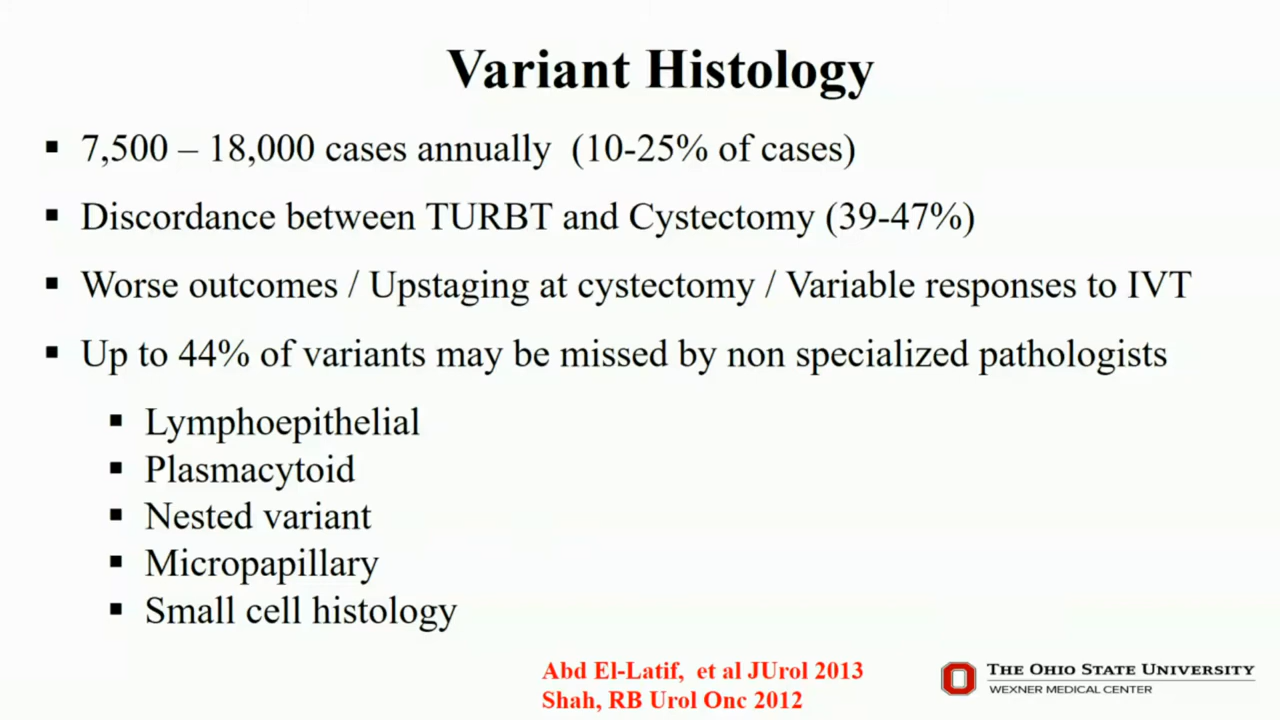 Variant Histology
▪ 7,500 – 18,000 cases annually (10-25% of cases)
▪ Discordance between TURBT and Cystectomy (39-47%)
▪ Worse outcomes / Upstaging at cystectomy / Variable responses to IVT
▪ Up to 44% of variants may be missed by non specialized pathologists
▪ Lymphoepithelial
▪ Plasmacytoid
▪ Nested variant
▪ Micropapillary
▪ Small cell histology
Abd El-Latif, et al JUrol 2013
Shah, RB Urol Onc 2012
THE OHIO STATE UNIVERSITY
WEXNER MEDICAL CENTER